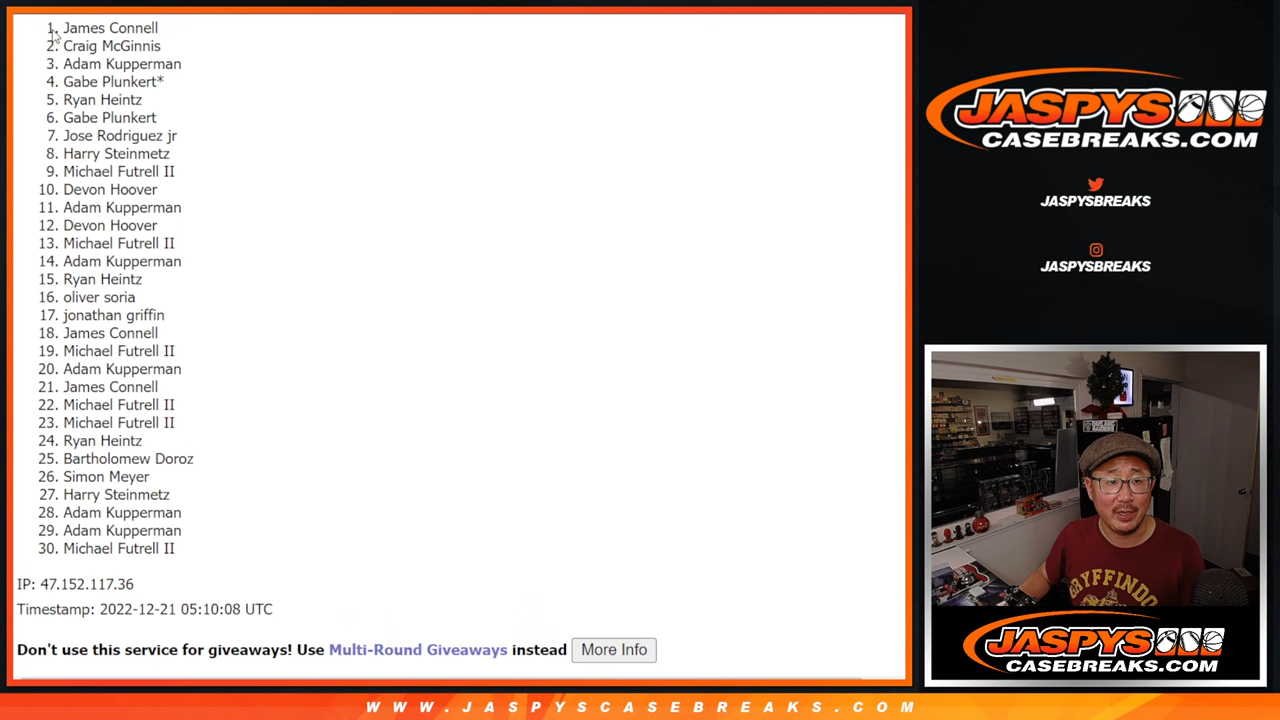 1. James Connell
2. Craig McGinnis
3. Adam Kupperman
4. Gabe Plunkert*
5. Ryan Heintz
6. Gabe Plunkert
7. Jose Rodriguez jr
8. Harry Steinmetz
9. Michael Futrell II
10. Devon Hoover
11. Adam Kupperman
12. Devon Hoover
13. Michael Futrell II
14. Adam Kupperman
15. Ryan Heintz
16. oliver soria
17. jonathan griffin
18. James Connell
19. Michael Futrell II
20. Adam Kupperman
21. James Connell
22. Michael Futrell II
23. Michael Futrell II
24. Ryan Heintz
25. Bartholomew Doroz
26. Simon Meyer
27. Harry Steinmetz
28. Adam Kupperman
29. Adam Kupperman
30. Michael Futrell II
IP: 47.152.117.36
Timestamp: 2022-12-21 05:10:08 UTC
Don't use this service for giveaways! Use Multi-Round Giveaways instead More Info
JASPYS
CASEBREAKS.COM
JASPYSBREAKS
JASPYSBREAKS
GRYFFINDO
JASPYS
CASEBREAKS.COM
WWW.JASPYSCASEBREAKS.COM